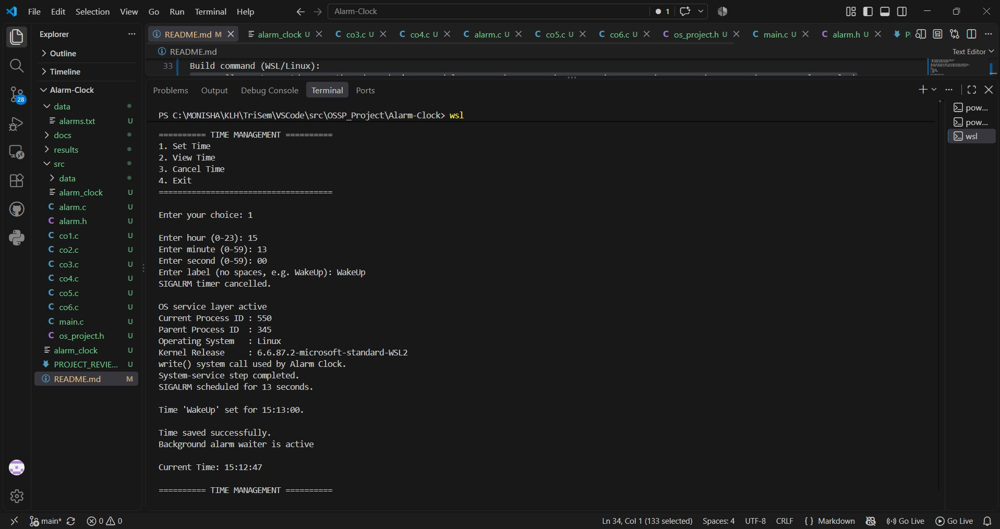 File Edit Selection View Go Run Terminal Help
Alarm-Clock
1
Explorer
Outline
Timeline
Alarm-Clock
data
alarms.txt U
docs
results
src
data
alarm_clock U
alarm.c U
alarm.h U
co1.c U
co2.c U
co3.c U
co4.c U
co5.c U
co6.c U
main.c U
os_project.h U
alarm_clock U
PROJECT_REVIE... U
README.md M
28
README.md M alarm_clock U co3.c U co4.c U alarm.c U co5.c U co6.c U os_project.h U main.c U alarm.h U
README.md
Text Editor
33 Build command (WSL/Linux):
Problems Output Debug Console Terminal Ports
PS C:\MONISHA\KLH\TriSem\VSCode\src\OSSP_Project\Alarm-Clock> wsl
========== TIME MANAGEMENT ==========
1. Set Time
2. View Time
3. Cancel Time
4. Exit
=====================================
Enter your choice: 1
Enter hour (0-23): 15
Enter minute (0-59): 13
Enter second (0-59): 00
Enter label (no spaces, e.g. WakeUp): WakeUp
SIGALRM timer cancelled.
OS service layer active
Current Process ID : 550
Parent Process ID  : 345
Operating System   : Linux
Kernel Release     : 6.6.87.2-microsoft-standard-WSL2
write() system call used by Alarm Clock.
System-service step completed.
SIGALRM scheduled for 13 seconds.
Time 'WakeUp' set for 15:13:00.
Time saved successfully.
Background alarm waiter is active
Current Time: 15:12:47
========== TIME MANAGEMENT ==========
pow...
pow...
wsl
main* 0 0 Ln 34, Col 1 (133 selected) Spaces: 4 UTF-8 CRLF {} Markdown Go Live Go Live